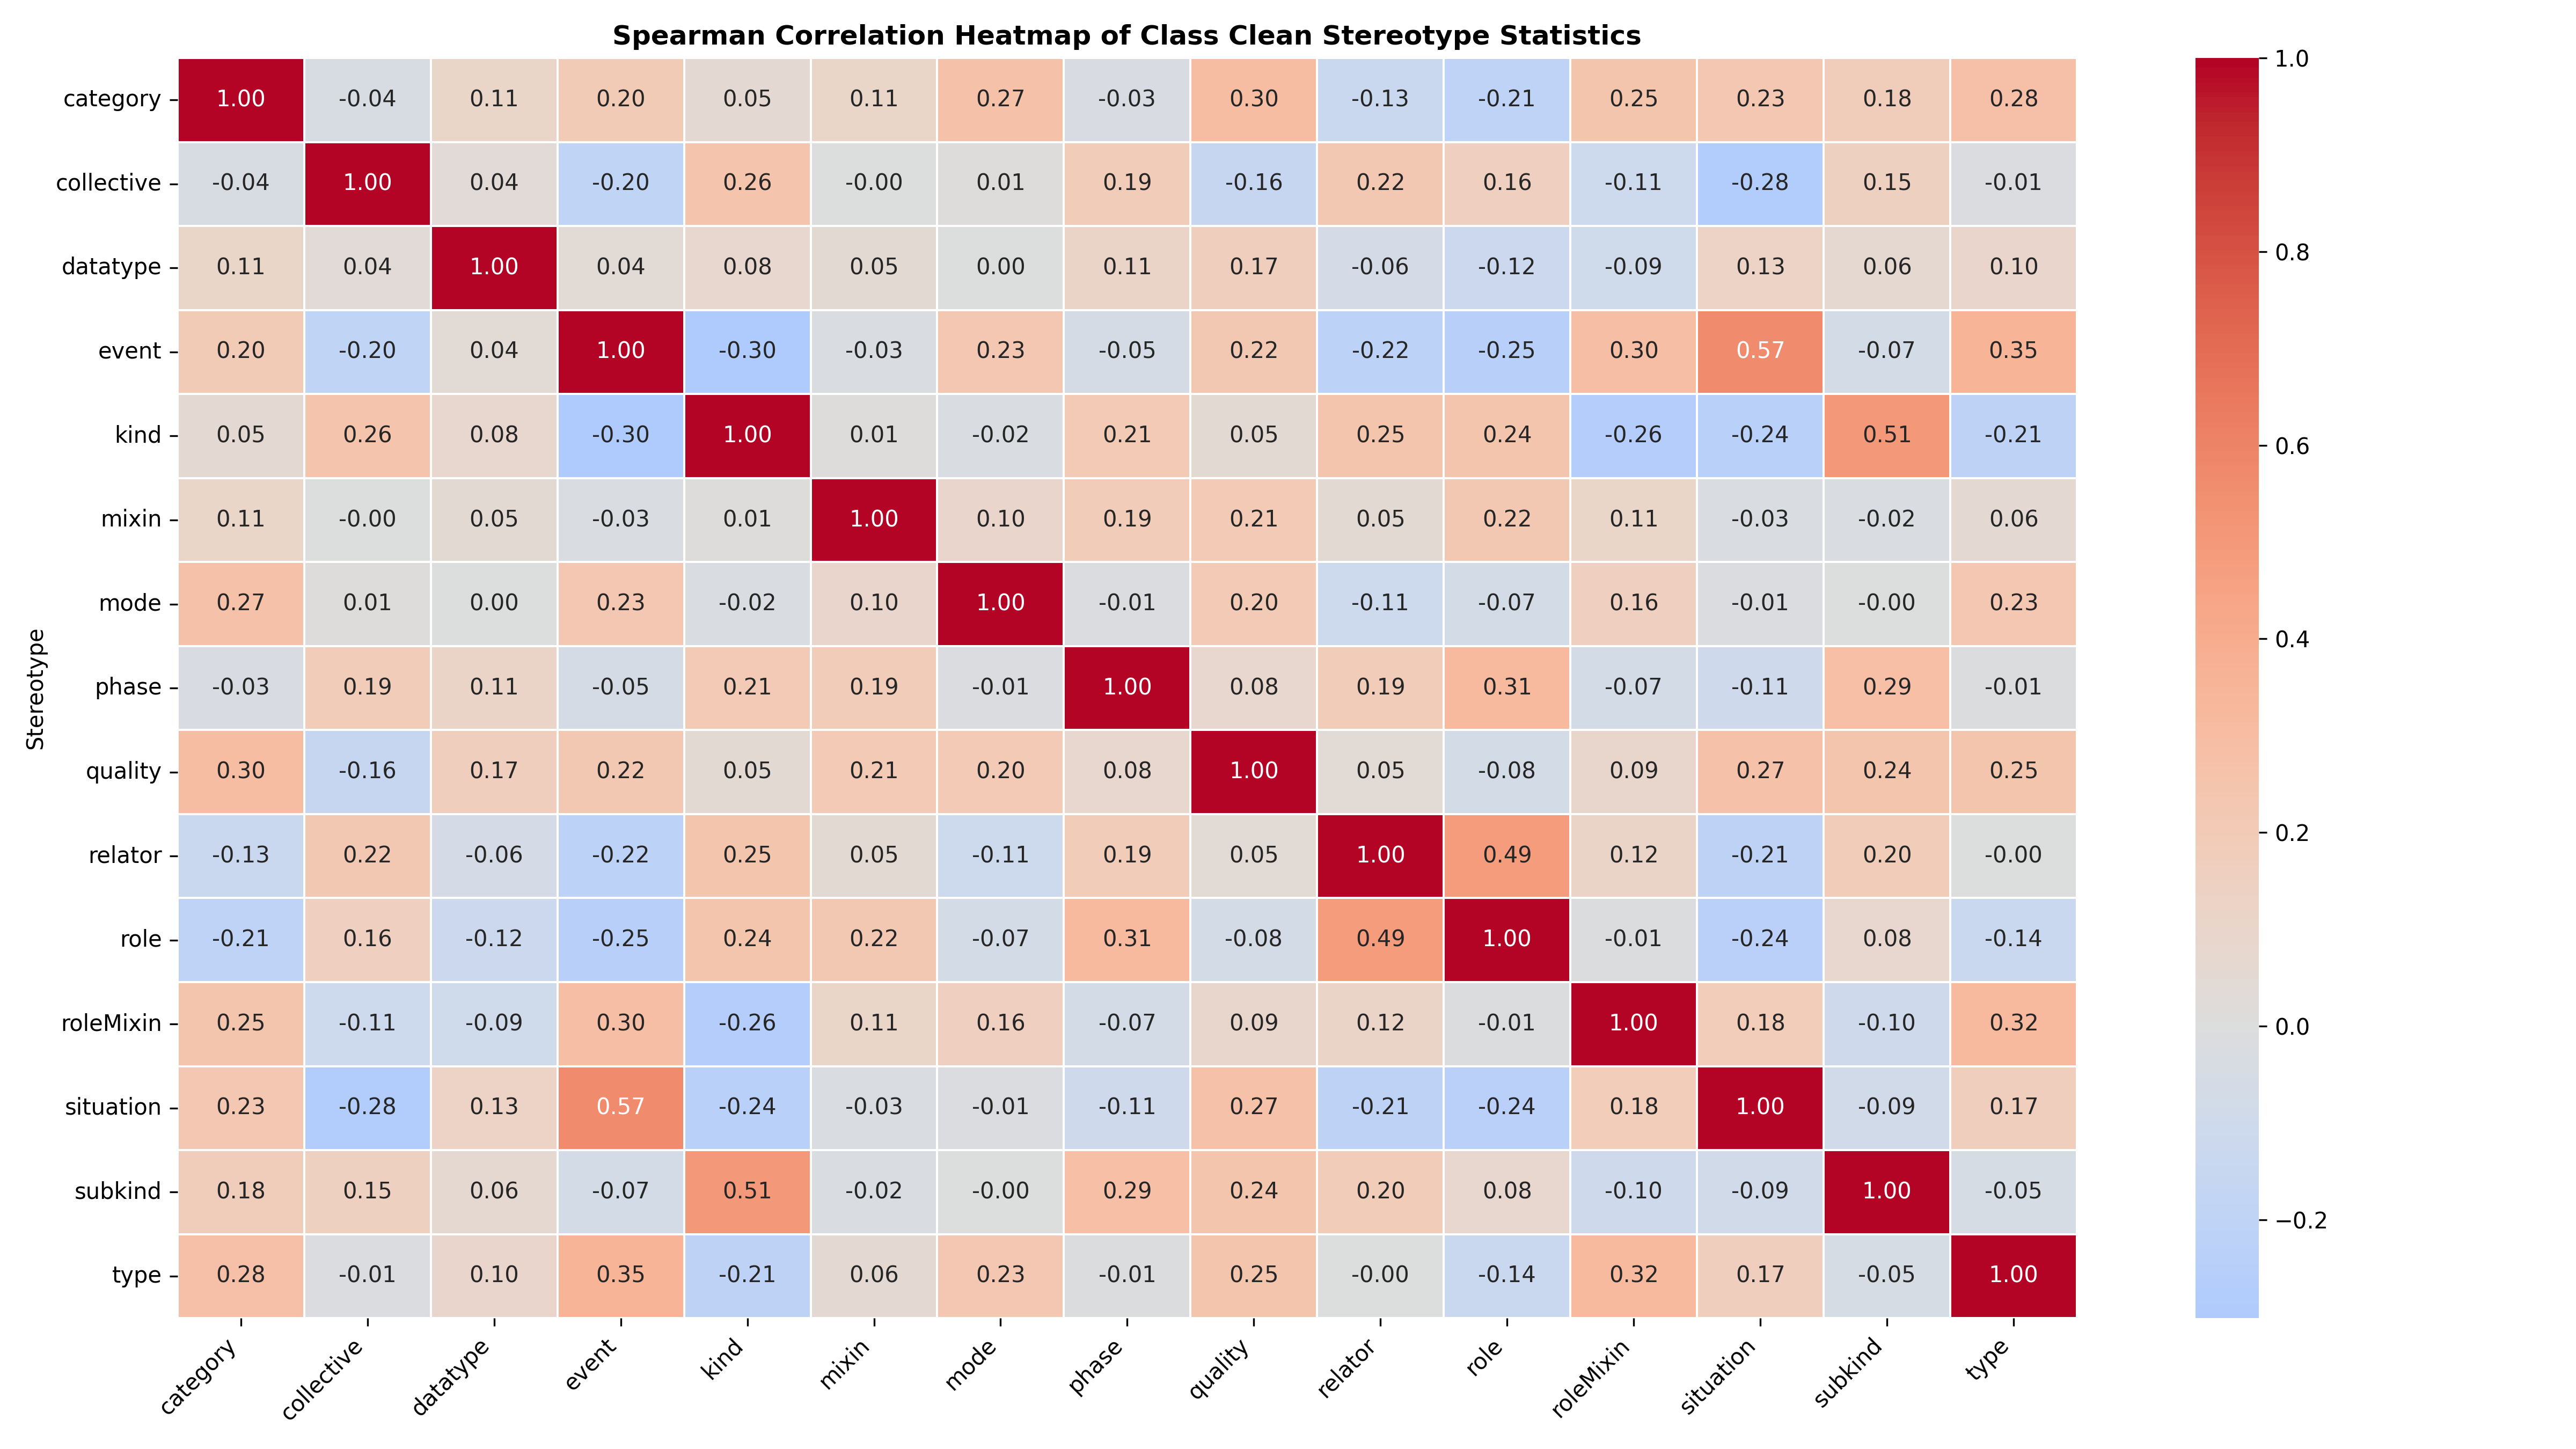 Spearman Correlation Heatmap of Class Clean Stereotype Statistics
Stereotype
category 1.00 -0.04 0.11 0.20 0.05 0.11 0.27 -0.03 0.30 -0.13 -0.21 0.25 0.23 0.18 0.28
collective -0.04 1.00 0.04 -0.20 0.26 -0.00 0.01 0.19 -0.16 0.22 0.16 -0.11 -0.28 0.15 -0.01
datatype 0.11 0.04 1.00 0.04 0.08 0.05 0.00 0.11 0.17 -0.06 -0.12 -0.09 0.13 0.06 0.10
event 0.20 -0.20 0.04 1.00 -0.30 -0.03 0.23 -0.05 0.22 -0.22 -0.25 0.30 0.57 -0.07 0.35
kind 0.05 0.26 0.08 -0.30 1.00 0.01 -0.02 0.21 0.05 0.25 0.24 -0.26 -0.24 0.51 -0.21
mixin 0.11 -0.00 0.05 -0.03 0.01 1.00 0.10 0.19 0.21 0.05 0.22 0.11 -0.03 -0.02 0.06
mode 0.27 0.01 0.00 0.23 -0.02 0.10 1.00 -0.01 0.20 -0.11 -0.07 0.16 -0.01 -0.00 0.23
phase -0.03 0.19 0.11 -0.05 0.21 0.19 -0.01 1.00 0.08 0.19 0.31 -0.07 -0.11 0.29 -0.01
quality 0.30 -0.16 0.17 0.22 0.05 0.21 0.20 0.08 1.00 0.05 -0.08 0.09 0.27 0.24 0.25
relator -0.13 0.22 -0.06 -0.22 0.25 0.05 -0.11 0.19 0.05 1.00 0.49 0.12 -0.21 0.20 -0.00
role -0.21 0.16 -0.12 -0.25 0.24 0.22 -0.07 0.31 -0.08 0.49 1.00 -0.01 -0.24 0.08 -0.14
roleMixin 0.25 -0.11 -0.09 0.30 -0.26 0.11 0.16 -0.07 0.09 0.12 -0.01 1.00 0.18 -0.10 0.32
situation 0.23 -0.28 0.13 0.57 -0.24 -0.03 -0.01 -0.11 0.27 -0.21 -0.24 0.18 1.00 -0.09 0.17
subkind 0.18 0.15 0.06 -0.07 0.51 -0.02 -0.00 0.29 0.24 0.20 0.08 -0.10 -0.09 1.00 -0.05
type 0.28 -0.01 0.10 0.35 -0.21 0.06 0.23 -0.01 0.25 -0.00 -0.14 0.32 0.17 -0.05 1.00
category collective datatype event kind mixin mode phase quality relator role roleMixin situation subkind type
1.0
0.8
0.6
0.4
0.2
0.0
−0.2